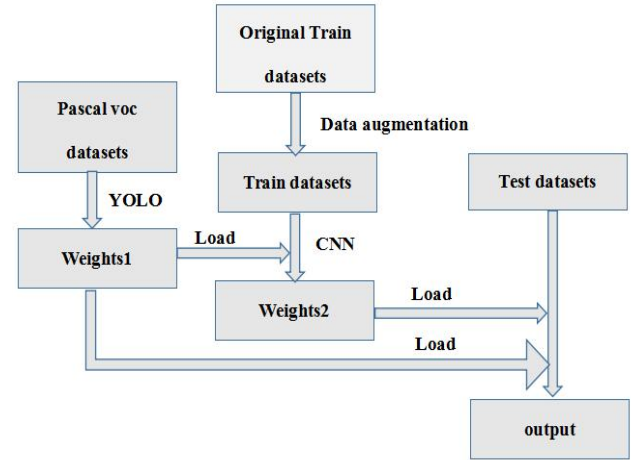 Original Train
datasets
Pascal voc
datasets
Data augmentation
Train datasets
Test datasets
YOLO
Weights1
Load
CNN
Weights2
Load
Load
output